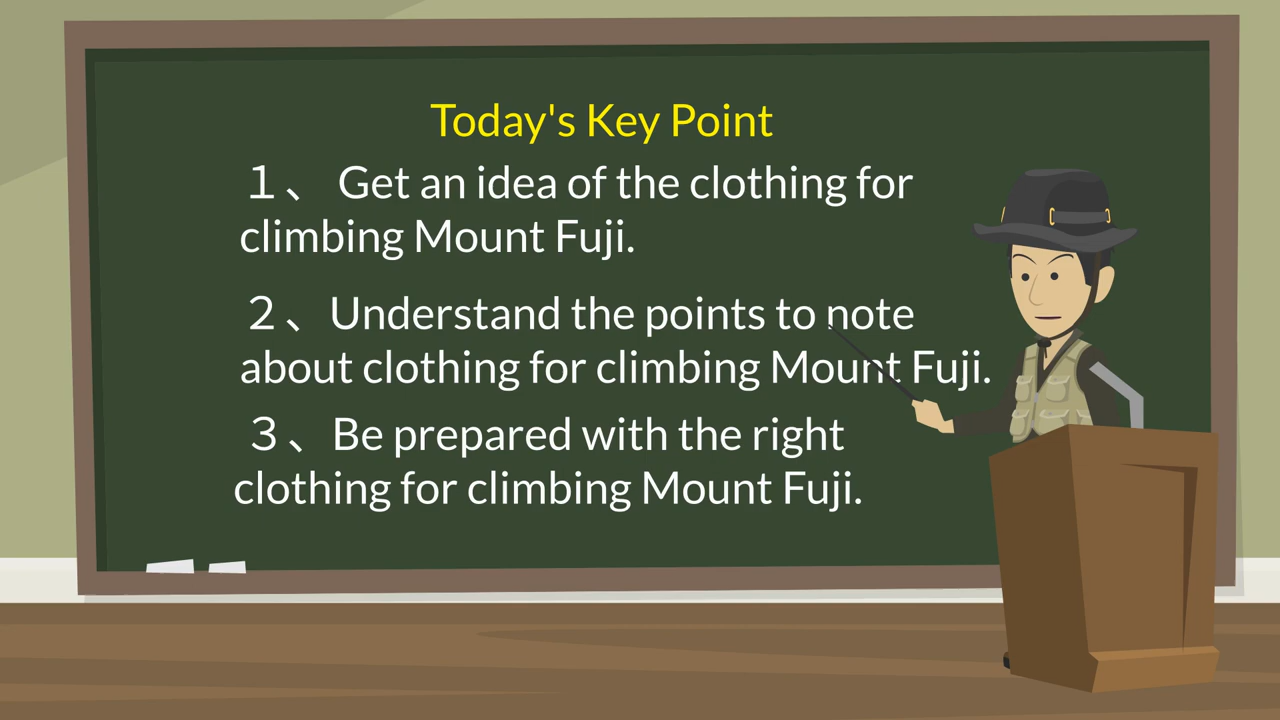 Today's Key Point
１、 Get an idea of the clothing for
climbing Mount Fuji.
２、Understand the points to note
about clothing for climbing Mount Fuji.
３、Be prepared with the right
clothing for climbing Mount Fuji.